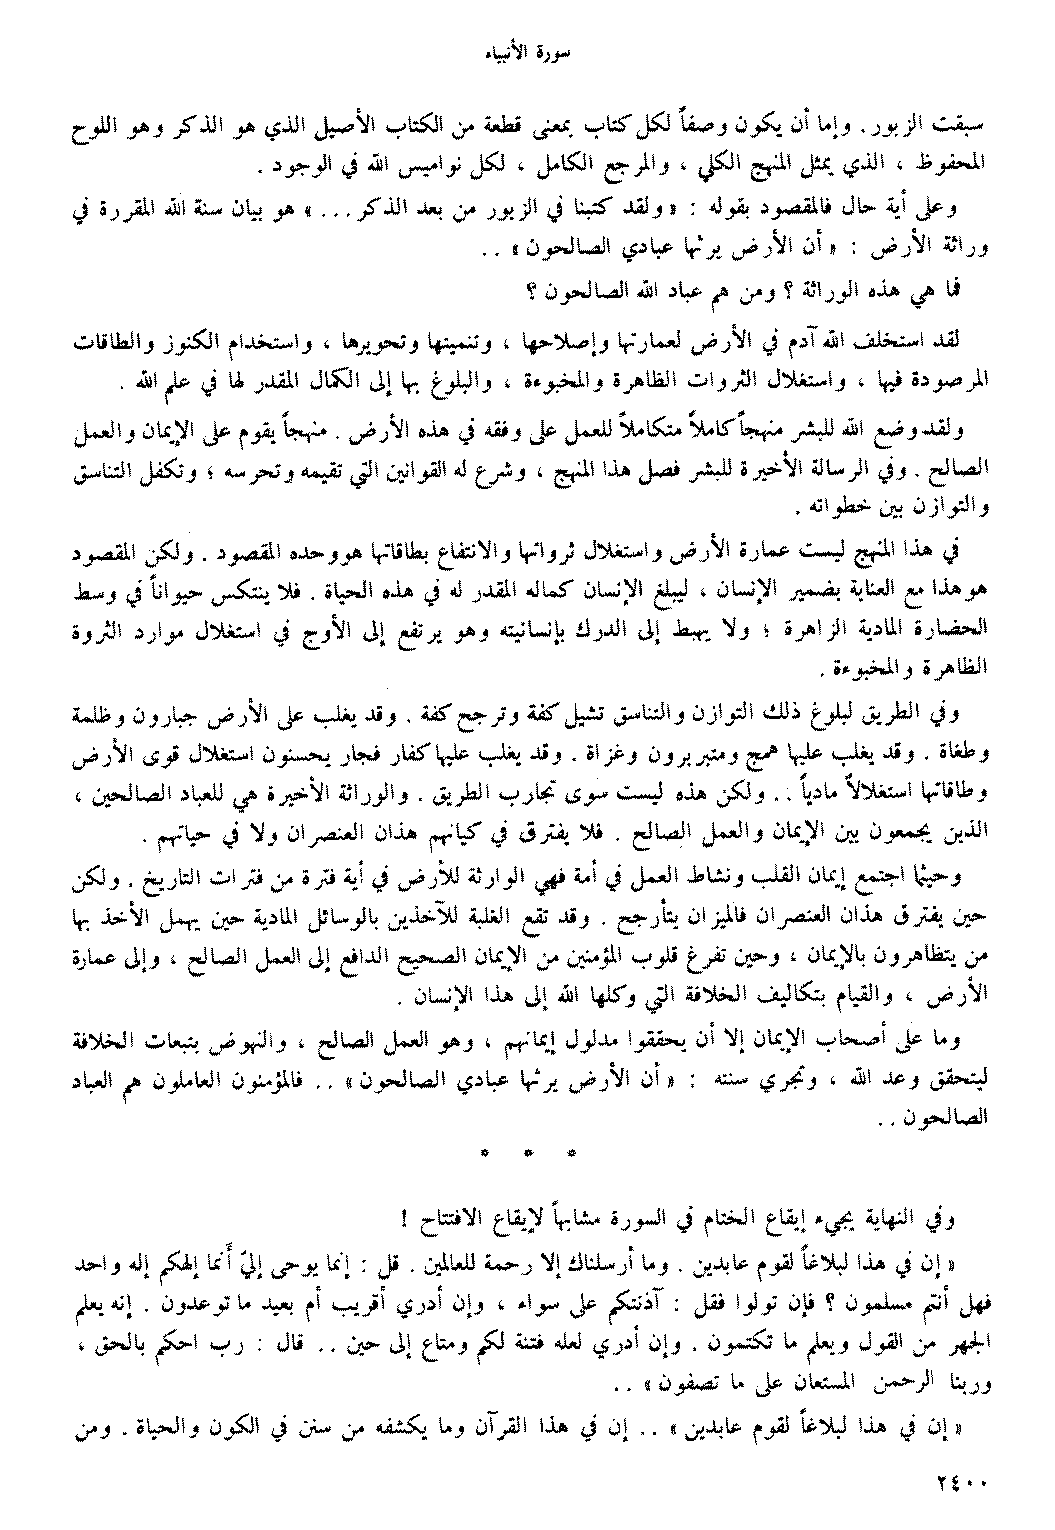 سورة الأنبياء
سبقت الزبور. وإما أن يكون وصفاً لكل كتاب بمعنى قطعة من الكتاب الأصيل الذي هو الذكر وهو اللوح
المحفوظ ، الذي يمثل المنهج الكلي ، والمرجع الكامل ، لكل نواميس الله في الوجود .
وعلى أية حال فالمقصود بقوله : « ولقد كتبنا في الزبور من بعد الذكر... » هو بيان سنة الله المقررة في
وراثة الأرض : « أن الأرض يرثها عبادي الصالحون » ..
فما هي هذه الوراثة ؟ ومن هم عباد الله الصالحون ؟
لقد استخلف الله آدم في الأرض لعمارتها وإصلاحها ، وتنميتها وتحويرها ، واستخدام الكنوز والطاقات
المرصودة فيها ، واستغلال الثروات الظاهرة والمخبوءة ، والبلوغ بها إلى الكمال المقدر لها في علم الله .
ولقد وضع الله للبشر منهجاً كاملاً متكاملاً للعمل على وفقه في هذه الأرض . منهجاً يقوم على الإيمان والعمل
الصالح . وفي الرسالة الأخيرة للبشر فصل هذا المنهج ، وشرع له القوانين التي تقيمه وتحرسه ؛ وتكفل التناسق
والتوازن بين خطواته .
في هذا المنهج ليست عمارة الأرض واستغلال ثرواتها والانتفاع بطاقاتها هو وحده المقصود . ولكن المقصود
هو هذا مع العناية بضمير الإنسان ، ليبلغ الإنسان كماله المقدر له في هذه الحياة . فلا ينتكس حيواناً في وسط
الحضارة المادية الزاهرة ؛ ولا يهبط إلى الدرك بإنسانيته وهو يرتفع إلى الأوج في استغلال موارد الثروة
الظاهرة والمخبوءة .
وفي الطريق لبلوغ ذلك التوازن والتناسق تشيل كفة وترجح كفة . وقد يغلب على الأرض جبارون وظلمة
وطغاة . وقد يغلب عليها همج ومتبربرون وغزاة . وقد يغلب عليها كفار فجار يحسنون استغلال قوى الأرض
وطاقاتها استغلالاً مادياً .. ولكن هذه ليست سوى تجارب الطريق . والوراثة الأخيرة هي للعباد الصالحين ،
الذين يجمعون بين الإيمان والعمل الصالح . فلا يفترق في كيانهم هذان العنصران ولا في حياتهم .
وحيثما اجتمع إيمان القلب ونشاط العمل في أمة فهي الوارثة للأرض في أية فترة من فترات التاريخ . ولكن
حين يفترق هذان العنصران فالميزان يتأرجح . وقد تقع الغلبة للآخذين بالوسائل المادية حين يهمل الأخذ بها
من يتظاهرون بالإيمان ، وحين تفرغ قلوب المؤمنين من الإيمان الصحيح الدافع إلى العمل الصالح ، وإلى عمارة
الأرض ، والقيام بتكاليف الخلافة التي وكلها الله إلى هذا الإنسان .
وما على أصحاب الإيمان إلا أن يحققوا مدلول إيمانهم ، وهو العمل الصالح ، والنهوض بتبعات الخلافة
ليتحقق وعد الله ، وتجري سنته : « أن الأرض يرثها عبادي الصالحون » .. فالمؤمنون العاملون هم العباد
الصالحون ..
* * *
وفي النهاية يجيء إيقاع الختام في السورة مشابهاً لإيقاع الافتتاح !
« إن في هذا لبلاغاً لقوم عابدين . وما أرسلناك إلا رحمة للعالمين . قل : إنما يوحى إليّ أَنما إلهكم إله واحد
فهل أنتم مسلمون ؟ فإن تولوا فقل : آذنتكم على سواء ، وإن أدري أقريب أم بعيد ما توعدون . إنه يعلم
الجهر من القول ويعلم ما تكتمون . وإن أدري لعله فتنة لكم ومتاع إلى حين .. قال : رب احكم بالحق ،
وربنا الرحمن المستعان على ما تصفون » ..
« إن في هذا لبلاغاً لقوم عابدين » .. إن في هذا القرآن وما يكشفه من سنن في الكون والحياة . ومن
٢٤٠٠